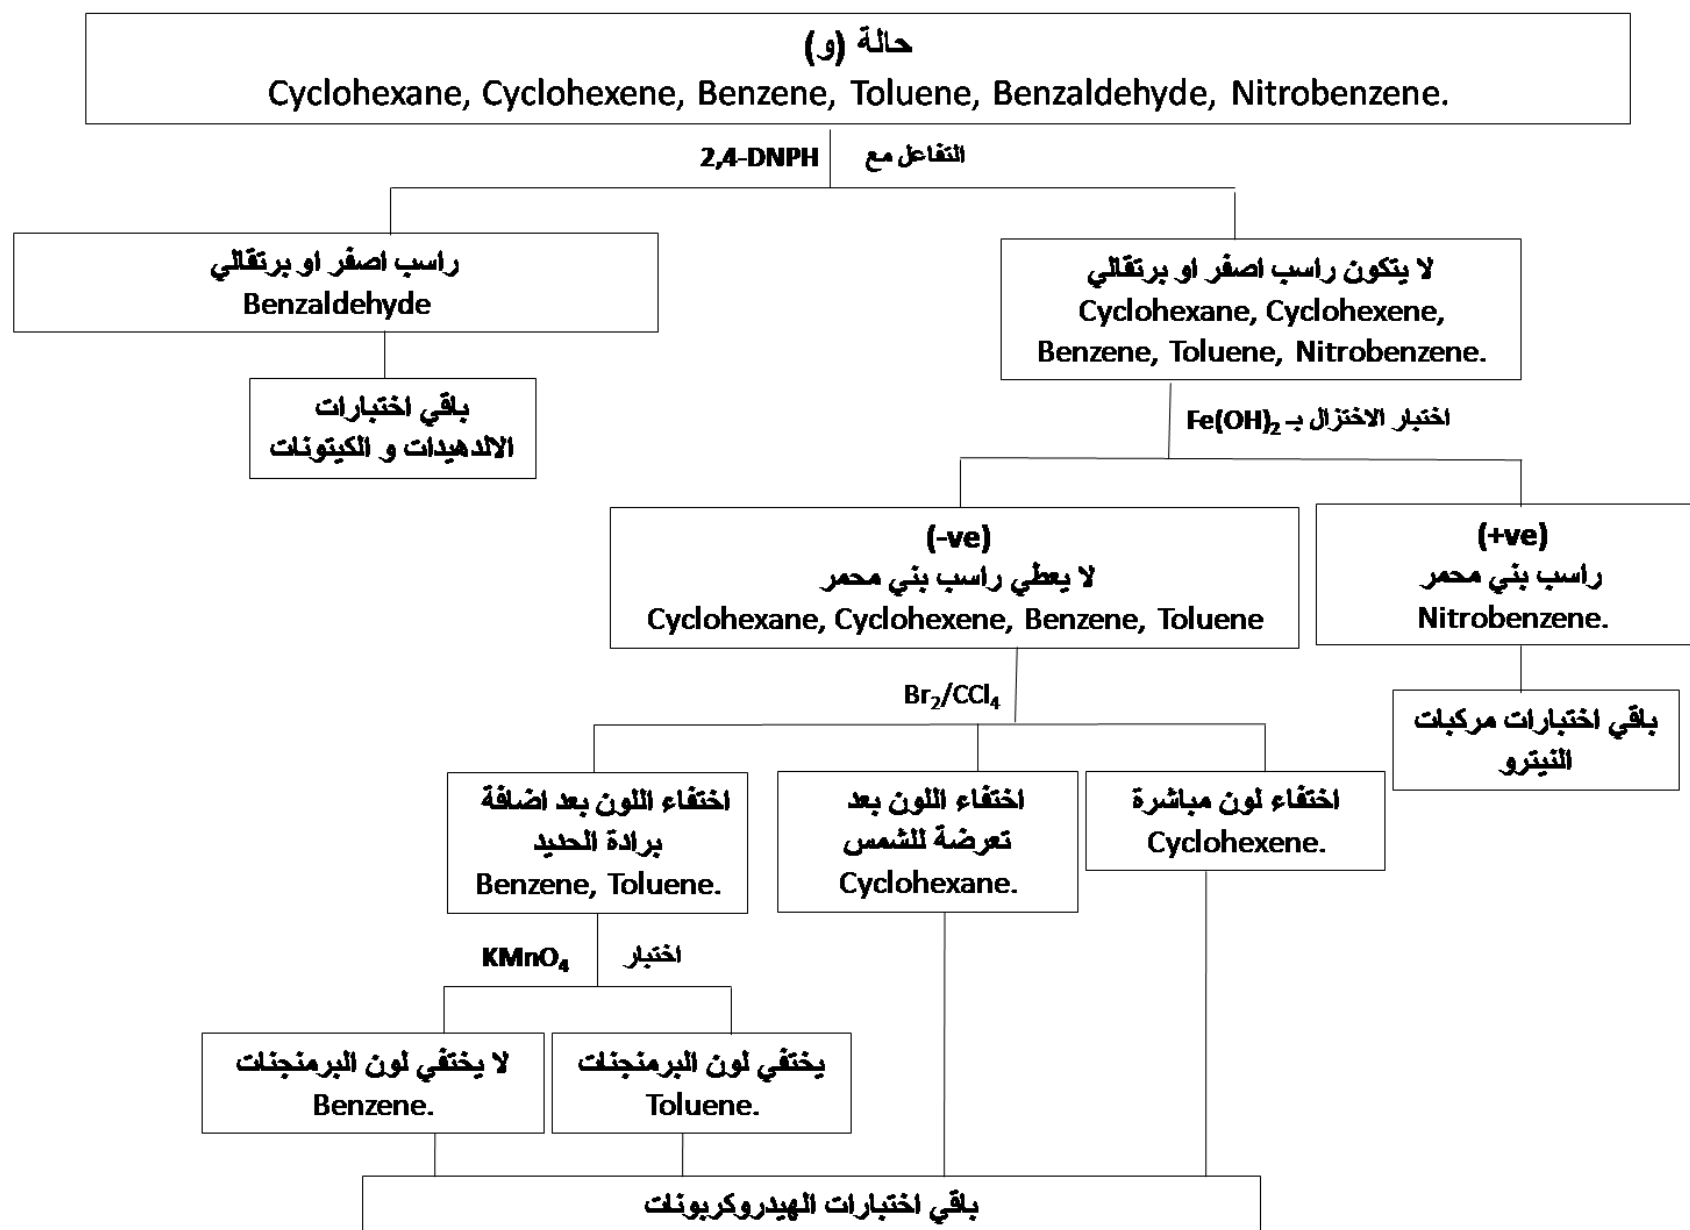 حالة (و)
Cyclohexane, Cyclohexene, Benzene, Toluene, Benzaldehyde, Nitrobenzene.
التفاعل مع 2,4-DNPH
راسب اصفر او برتقالي
Benzaldehyde
باقي اختبارات
الالدهيدات و الكيتونات
لا يتكون راسب اصفر او برتقالي
Cyclohexane, Cyclohexene,
Benzene, Toluene, Nitrobenzene.
اختبار الاختزال بـ Fe(OH)₂
(-ve)
لا يعطي راسب بني محمر
Cyclohexane, Cyclohexene, Benzene, Toluene
(+ve)
راسب بني محمر
Nitrobenzene.
باقي اختبارات مركبات
النيترو
Br₂/CCl₄
اختفاء اللون بعد اضافة
برادة الحديد
Benzene, Toluene.
اختفاء اللون بعد
تعرضة للشمس
Cyclohexane.
اختفاء لون مباشرة
Cyclohexene.
اختبار KMnO₄
لا يختفي لون البرمنجنات
Benzene.
يختفي لون البرمنجنات
Toluene.
باقي اختبارات الهيدروكربونات